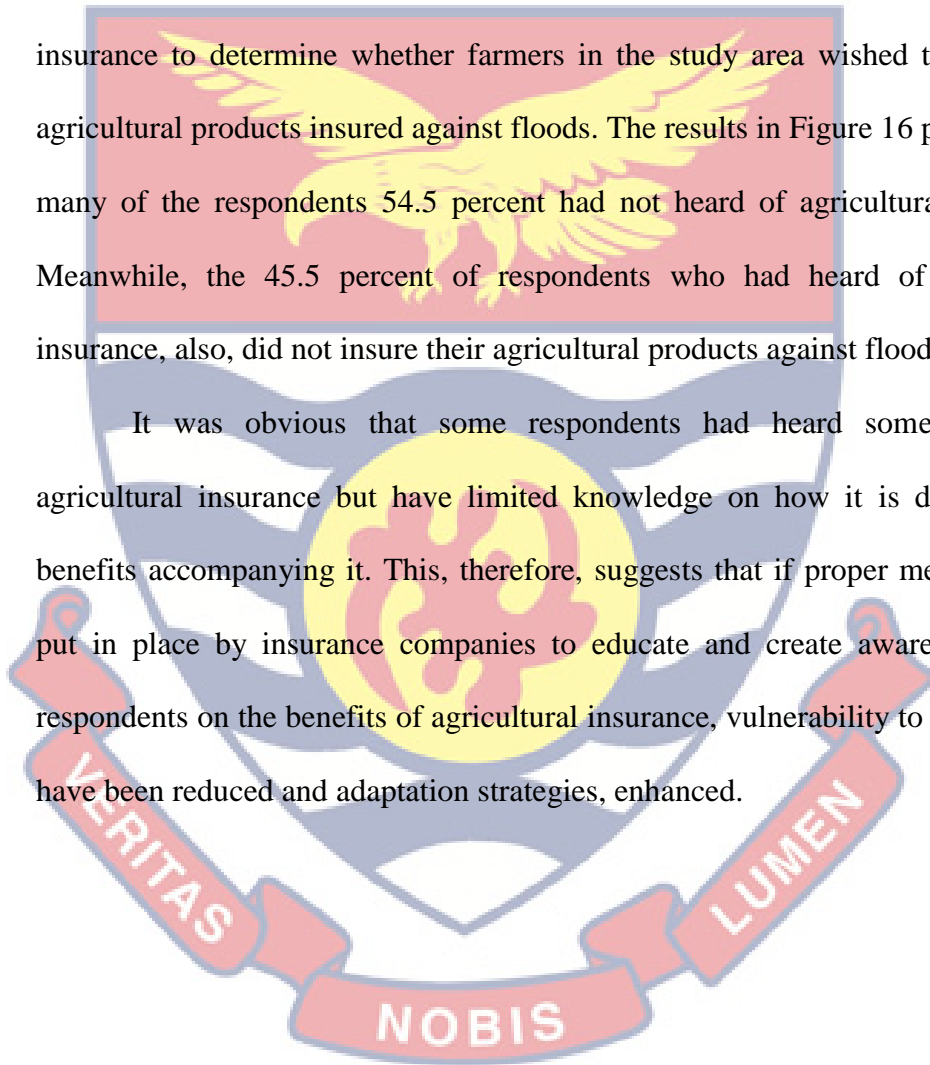 insurance to determine whether farmers in the study area wished t
agricultural products insured against floods. The results in Figure 16 p
many of the respondents 54.5 percent had not heard of agricultura
Meanwhile, the 45.5 percent of respondents who had heard of
insurance, also, did not insure their agricultural products against flood
It was obvious that some respondents had heard some
agricultural insurance but have limited knowledge on how it is d
benefits accompanying it. This, therefore, suggests that if proper me
put in place by insurance companies to educate and create aware
respondents on the benefits of agricultural insurance, vulnerability to
have been reduced and adaptation strategies, enhanced.
VERITAS
NOBIS
LUMEN